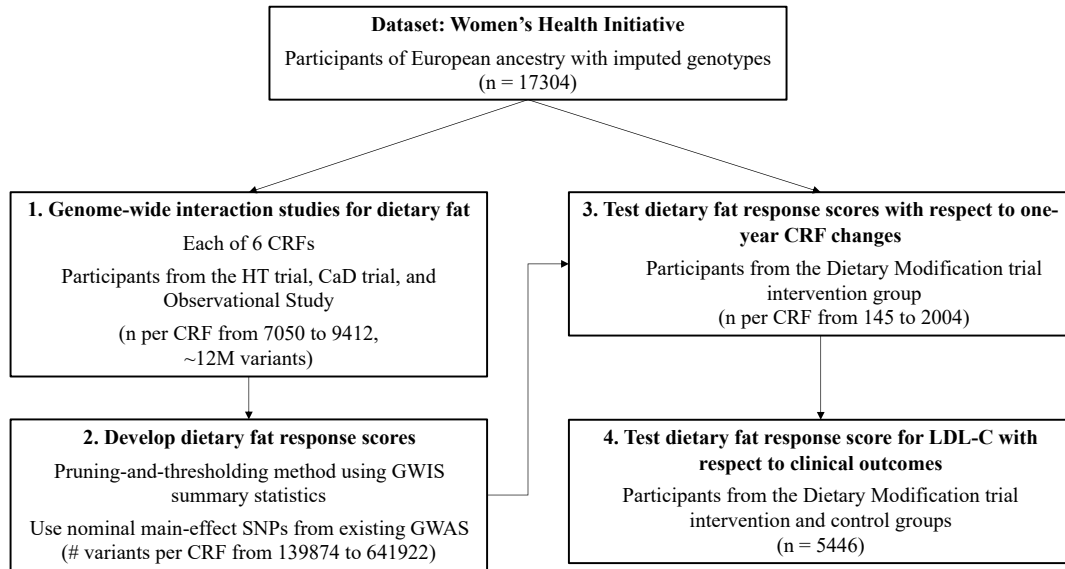 Dataset: Women’s Health Initiative
Participants of European ancestry with imputed genotypes
(n = 17304)
1. Genome-wide interaction studies for dietary fat
Each of 6 CRFs
Participants from the HT trial, CaD trial, and
Observational Study
(n per CRF from 7050 to 9412,
~12M variants)
2. Develop dietary fat response scores
Pruning-and-thresholding method using GWIS
summary statistics
Use nominal main-effect SNPs from existing GWAS
(# variants per CRF from 139874 to 641922)
3. Test dietary fat response scores with respect to one-
year CRF changes
Participants from the Dietary Modification trial
intervention group
(n per CRF from 145 to 2004)
4. Test dietary fat response score for LDL-C with
respect to clinical outcomes
Participants from the Dietary Modification trial
intervention and control groups
(n = 5446)